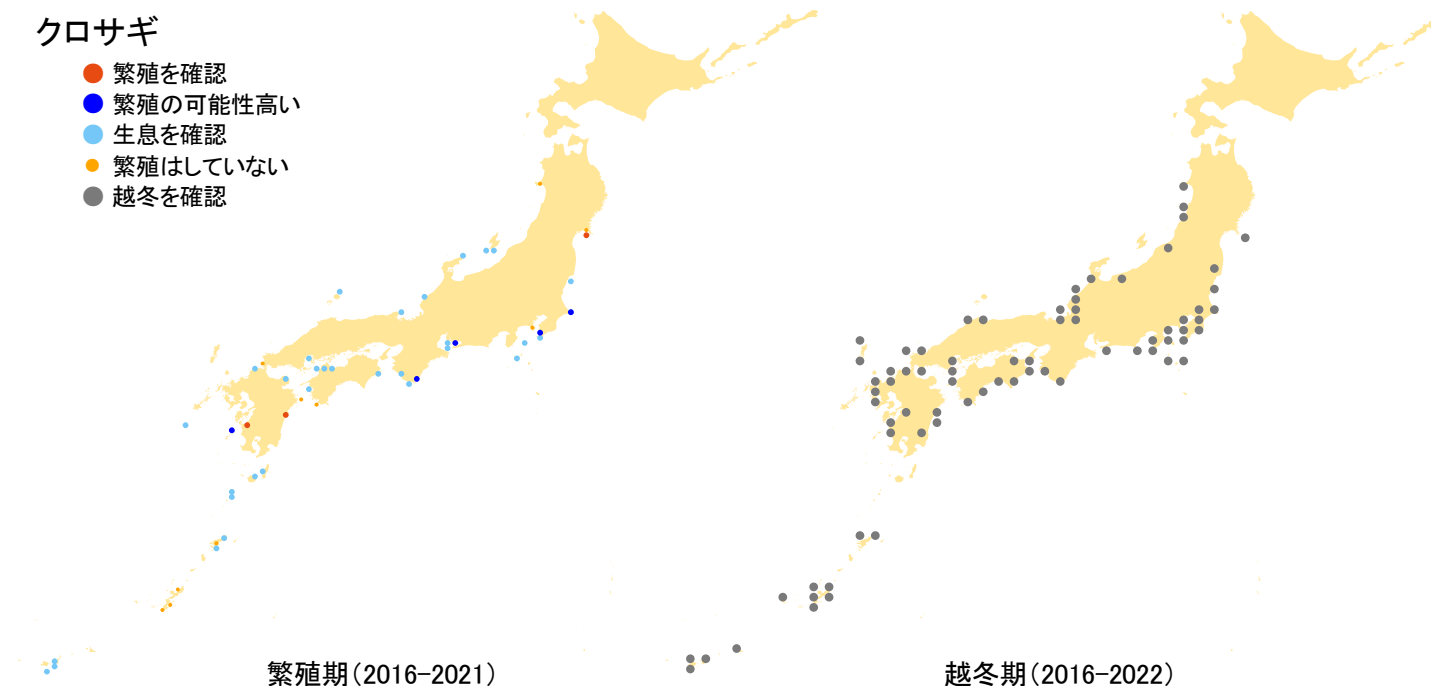 クロサギ
繁殖を確認
繁殖の可能性高い
生息を確認
繁殖はしていない
越冬を確認
繁殖期(2016-2021)
越冬期(2016-2022)